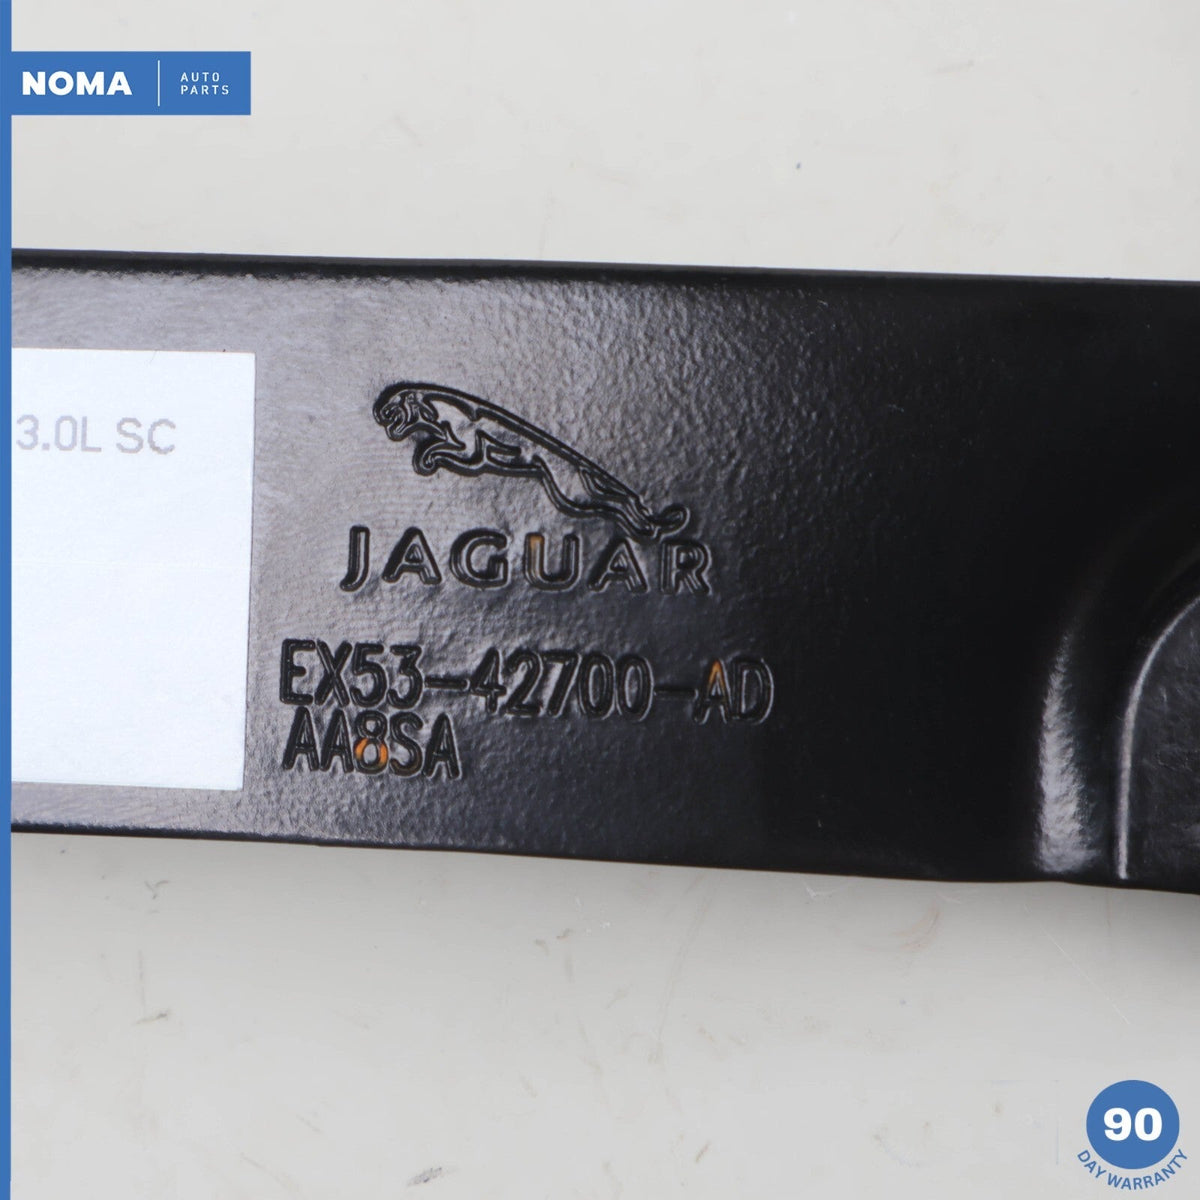 NOMA
AUTO
PARTS
3.0L SC
JAGUAR
EX53-42700-AD
AA8SA
90
DAY WARRANTY